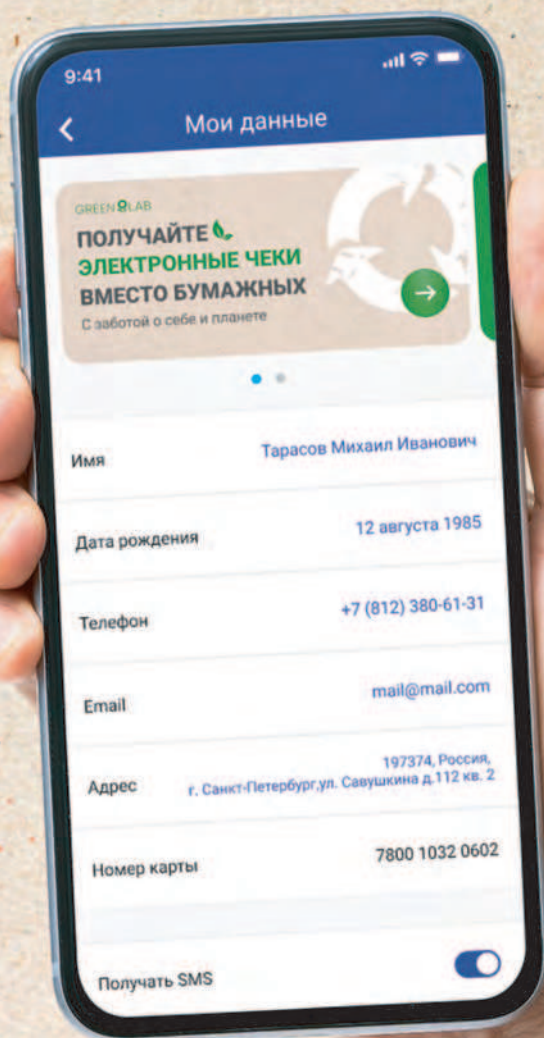 9:41
Мои данные
GREEN LAB
ПОЛУЧАЙТЕ
ЭЛЕКТРОННЫЕ ЧЕКИ
ВМЕСТО БУМАЖНЫХ
С заботой о себе и планете
Имя Тарасов Михаил Иванович
Дата рождения 12 августа 1985
Телефон +7 (812) 380-61-31
Email mail@mail.com
197374, Россия,
Адрес г. Санкт-Петербург,ул. Савушкина д.112 кв. 2
Номер карты 7800 1032 0602
Получать SMS